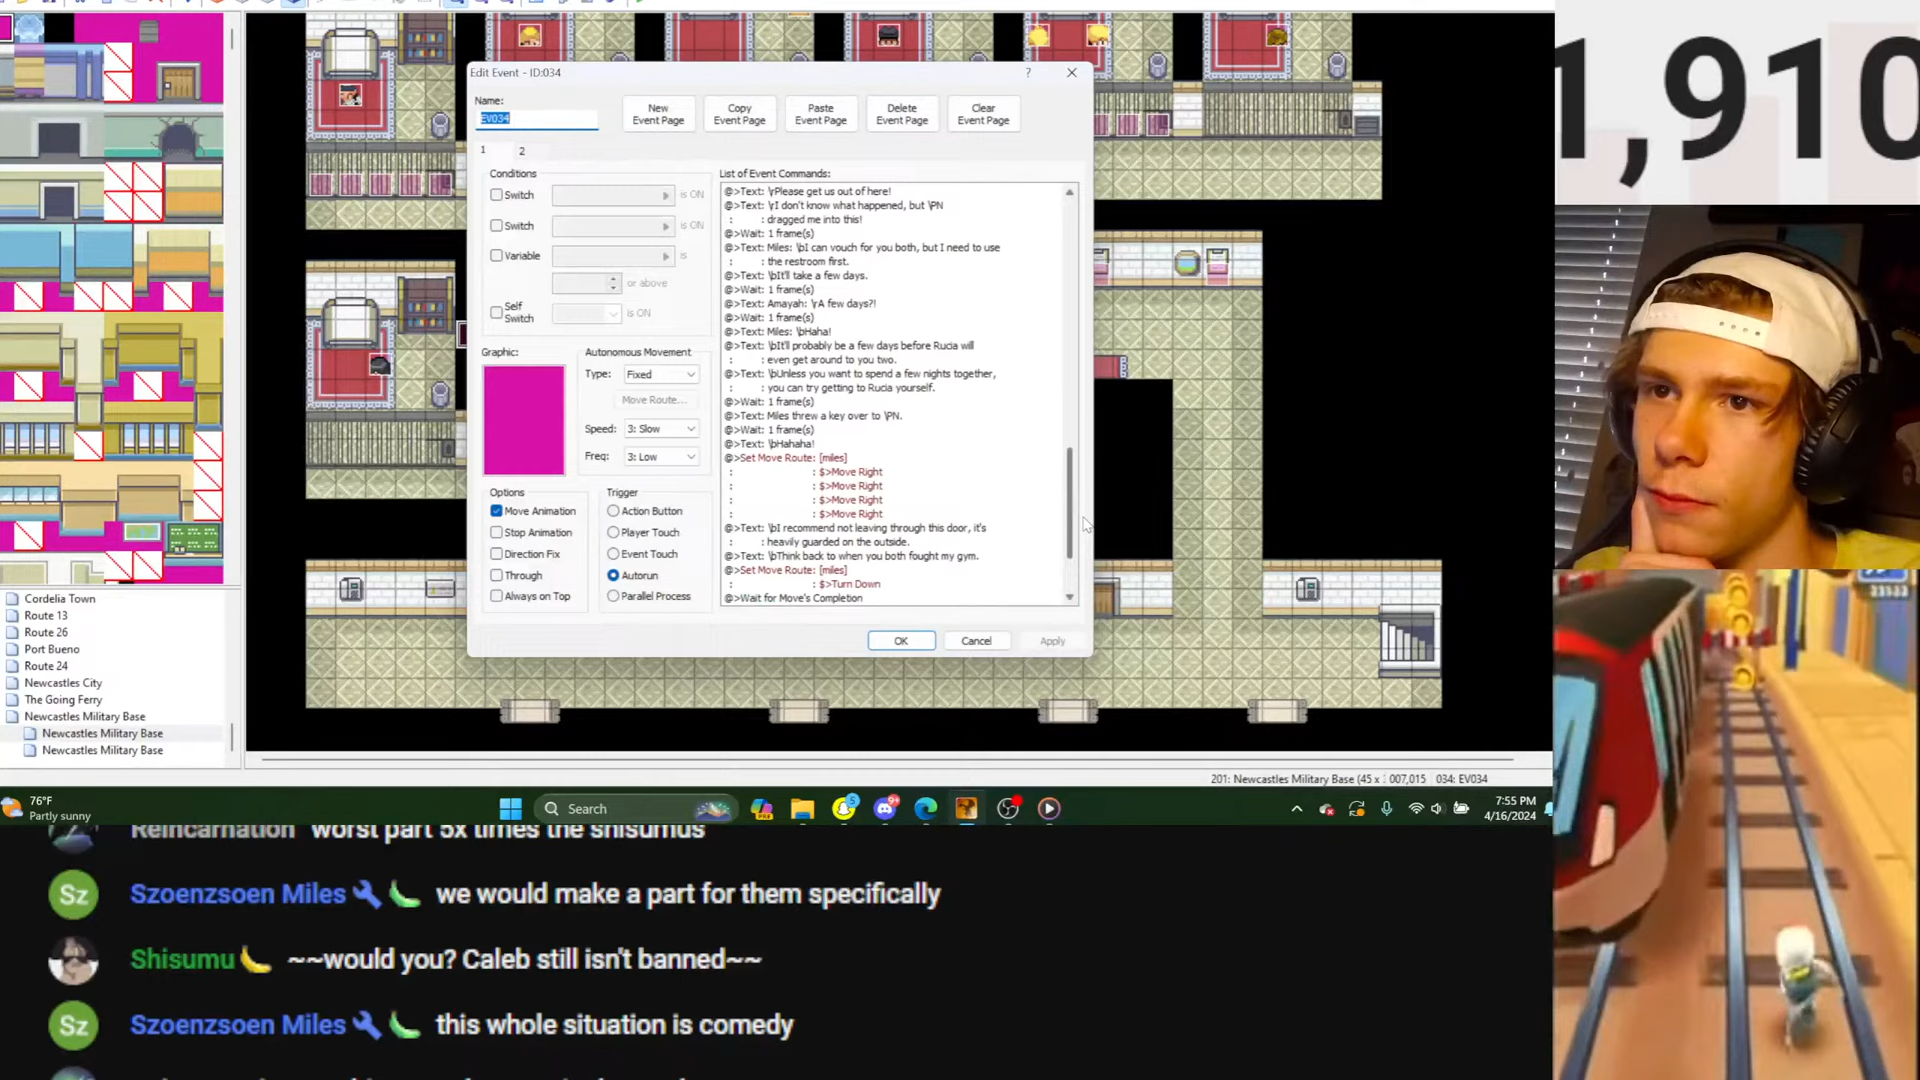 1,910
Edit Event - ID:034
?
Name:
EV034
New
Event Page
Copy
Event Page
Paste
Event Page
Delete
Event Page
Clear
Event Page
1
2
Conditions
Switch
is ON
Switch
is ON
Variable
is
or above
Self
Switch
is ON
Graphic:
Autonomous Movement
Type:
Fixed
Move Route...
Speed:
3: Slow
Freq:
3: Low
Options
Move Animation
Stop Animation
Direction Fix
Through
Always on Top
Trigger
Action Button
Player Touch
Event Touch
Autorun
Parallel Process
List of Event Commands:
@>Text: \rPlease get us out of here!
@>Text: \rI don't know what happened, but \PN
: : dragged me into this!
@>Wait: 1 frame(s)
@>Text: Miles: \bI can vouch for you both, but I need to use
: : the restroom first.
@>Text: \bIt'll take a few days.
@>Wait: 1 frame(s)
@>Text: Amayah: \rA few days?!
@>Wait: 1 frame(s)
@>Text: Miles: \bHaha!
@>Text: \bIt'll probably be a few days before Rucia will
: : even get around to you two.
@>Text: \bUnless you want to spend a few nights together,
: : you can try getting to Rucia yourself.
@>Wait: 1 frame(s)
@>Text: Miles threw a key over to \PN.
@>Wait: 1 frame(s)
@>Text: \bHahaha!
@>Set Move Route: [miles]
: : $>Move Right
: : $>Move Right
: : $>Move Right
: : $>Move Right
@>Text: \bI recommend not leaving through this door, it's
: : heavily guarded on the outside.
@>Text: \bThink back to when you both fought my gym.
@>Set Move Route: [miles]
: : $>Turn Down
@>Wait for Move's Completion
OK
Cancel
Apply
Cordelia Town
Route 13
Route 26
Port Bueno
Route 24
Newcastles City
The Going Ferry
Newcastles Military Base
Newcastles Military Base
Newcastles Military Base
201: Newcastles Military Base (45 x
007,015
034: EV034
76°F
Partly sunny
Search
7:55 PM
4/16/2024
Reincarnation worst part 5x times the shisumus
Sz
Szoenzsoen Miles we would make a part for them specifically
Shisumu ~~would you? Caleb still isn't banned~~
Sz
Szoenzsoen Miles this whole situation is comedy